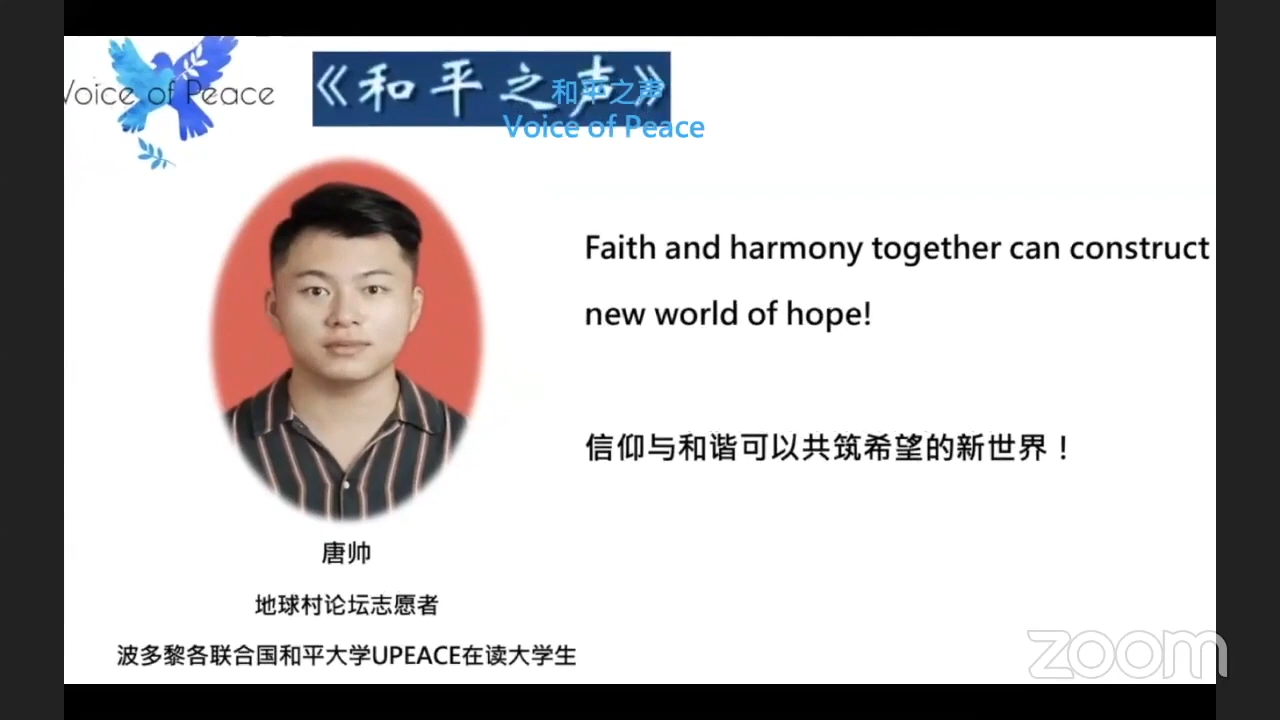 Voice of Peace
《和平之声》
和平之声
Voice of Peace
Faith and harmony together can construct
new world of hope!
信仰与和谐可以共筑希望的新世界！
唐帅
地球村论坛志愿者
波多黎各联合国和平大学UPEACE在读大学生
zoom